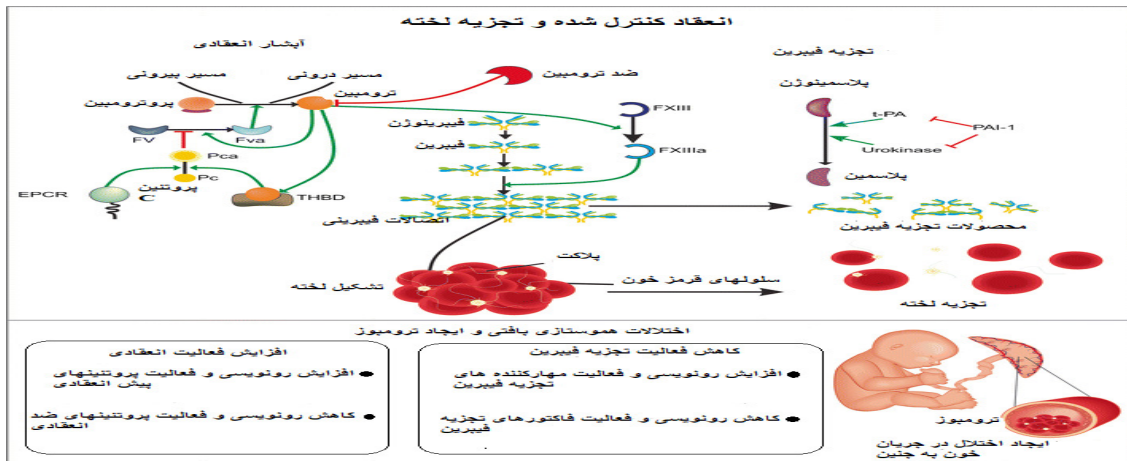 انعقاد کنترل شده و تجزیه لخته
آبشار انعقادی
مسیر بیرونی
مسیر درونی
پروترومبین
ترومبین
ضد ترومبین
FV
Fva
Pca
Pc
پروتئین
C
EPCR
THBD
فیبرینوژن
فیبرین
FXIII
FXIIIa
اتصالات فیبرینی
تجزیه فیبرین
پلاسمینوژن
t-PA
PAI-1
Urokinase
پلاسمین
محصولات تجزیه فیبرین
پلاکت
سلولهای قرمز خون
تشکیل لخته
تجزیه لخته
اختلالات هموستازی بافتی و ایجاد ترومبوز
افزایش فعالیت انعقادی
افزایش رونویسی و فعالیت پروتئینهای
پیش انعقادی
کاهش رونویسی و فعالیت پروتئینهای ضد
انعقادی
کاهش فعالیت تجزیه فیبرین
افزایش رونویسی و فعالیت مهارکننده های
تجزیه فیبرین
کاهش رونویسی و فعالیت فاکتورهای تجزیه
فیبرین
ترومبوز
ایجاد اختلال در جریان
خون به جنین